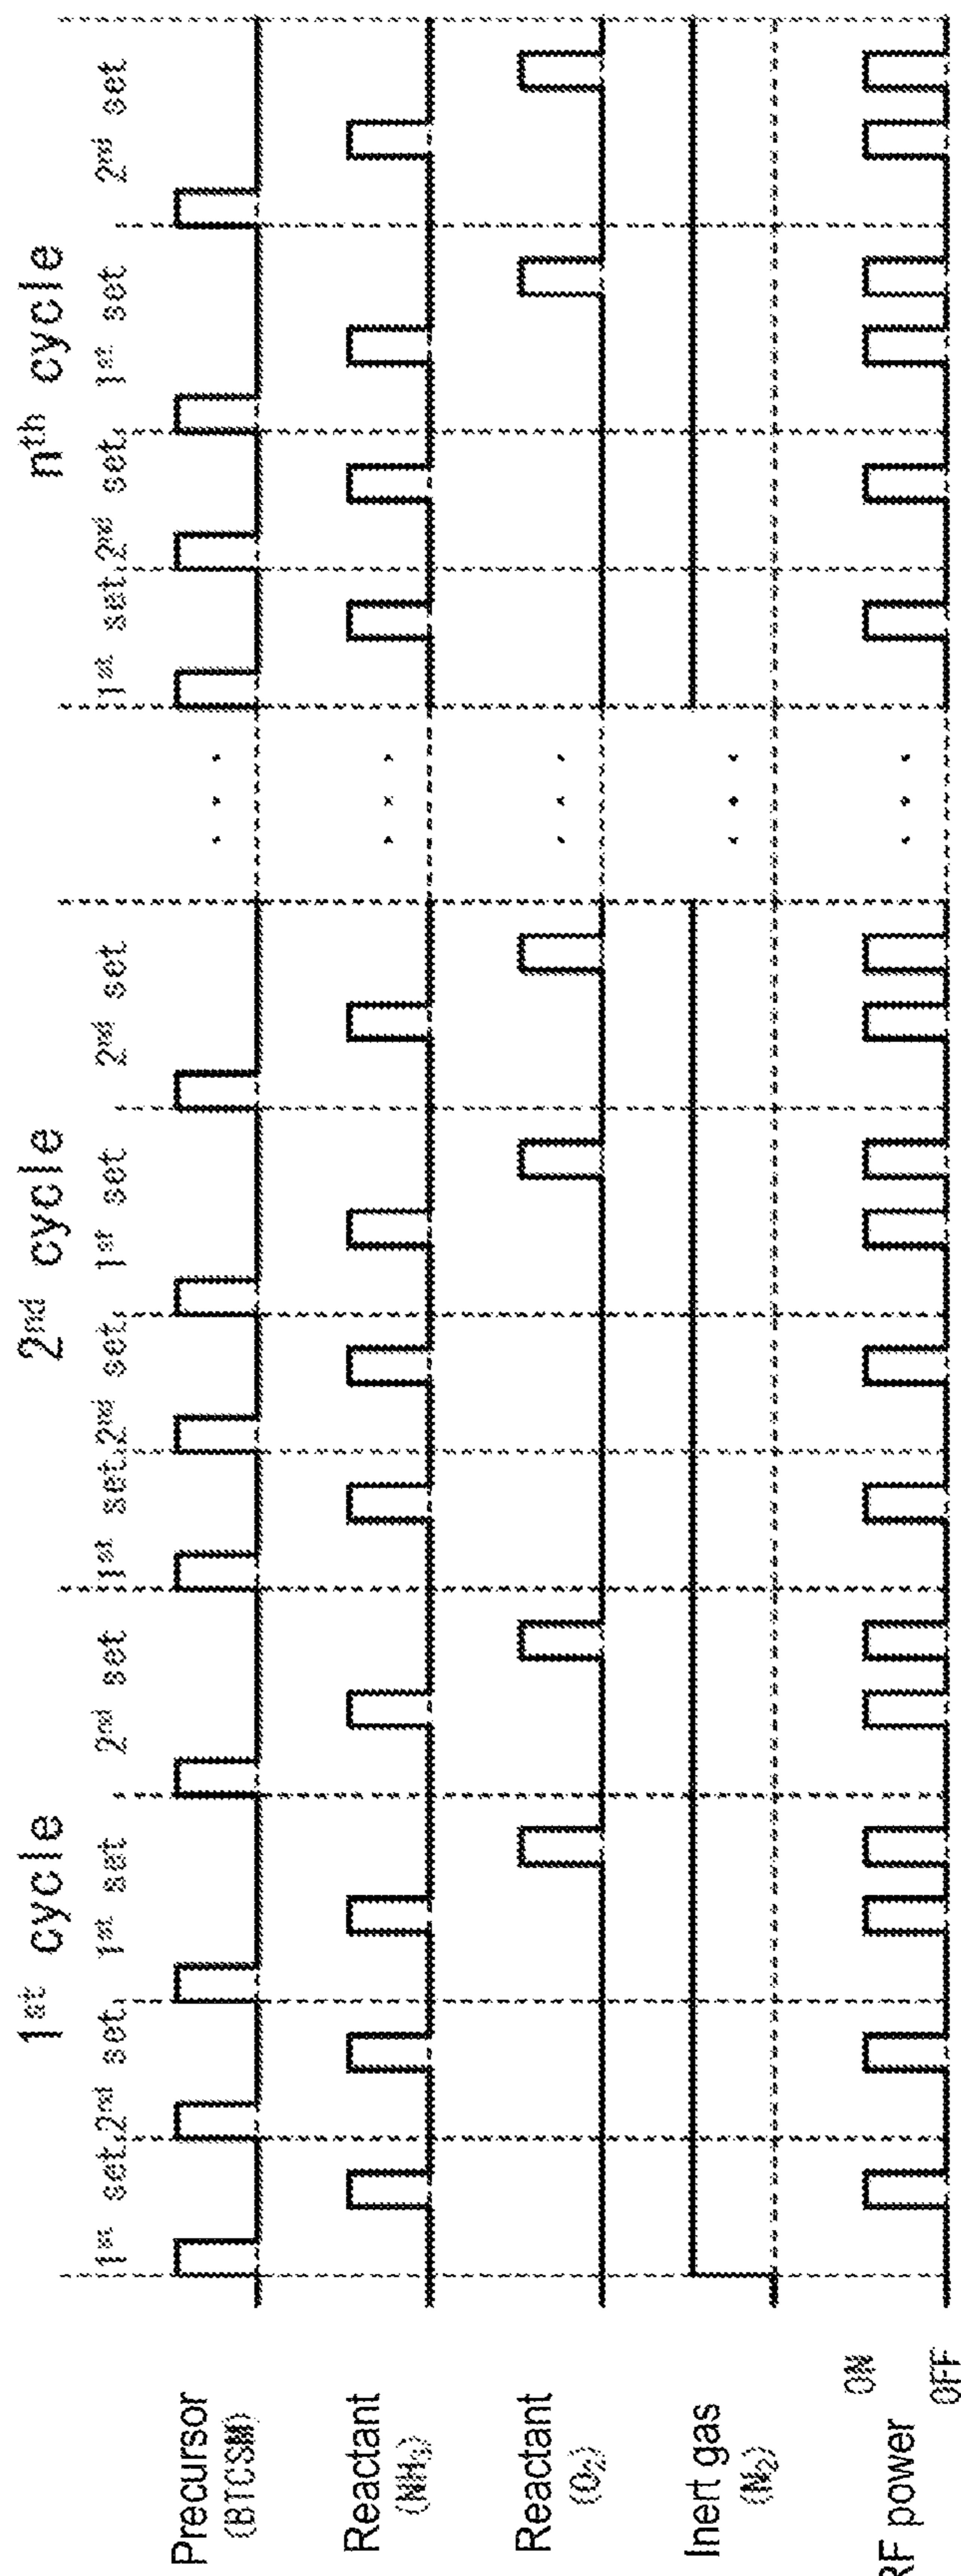 1st cycle 2nd cycle nth cycle
1st set 2nd set 1st set 2nd set 1st set 2nd set 1st set 2nd set 1st set 2nd set 1st set 2nd set
Precursor
(BTCSM)
Reactant
(NH₃)
Reactant
(O₂)
Inert gas
(N₂)
ON
RF power
OFF